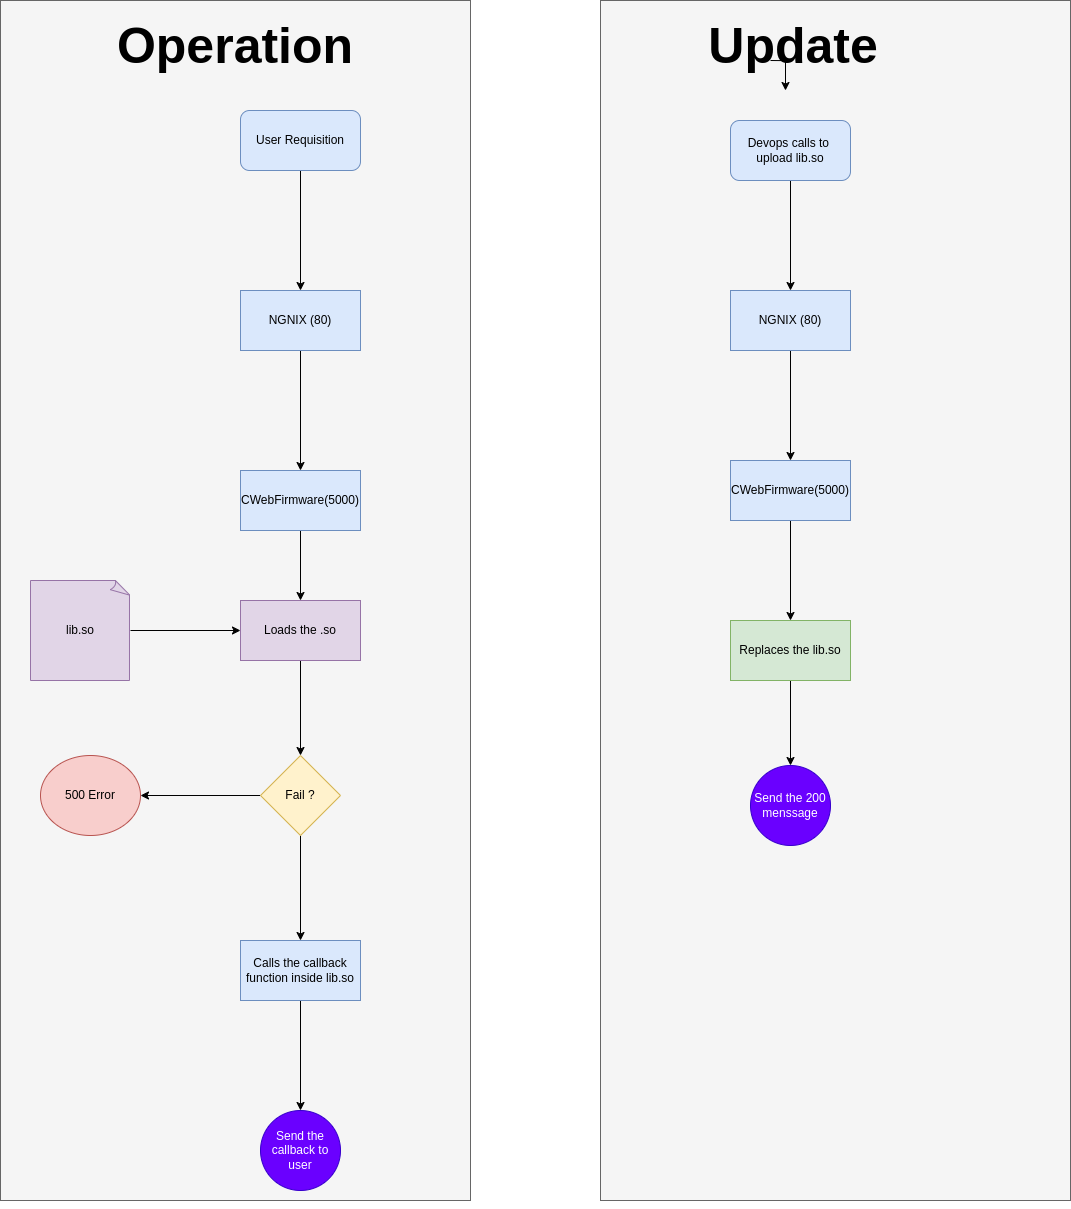 Operation
User Requisition
NGNIX (80)
CWebFirmware(5000)
lib.so
Loads the .so
500 Error
Fail ?
Calls the callback
function inside lib.so
Send the
callback to
user
Update
Devops calls to
upload lib.so
NGNIX (80)
CWebFirmware(5000)
Replaces the lib.so
Send the 200
menssage